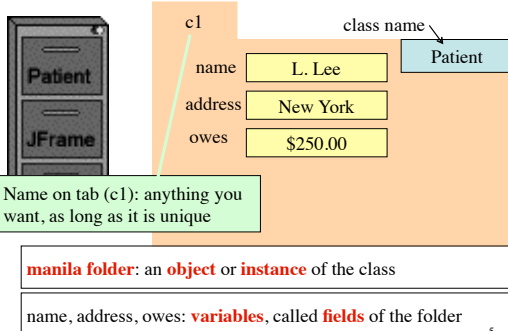 c1
class name
Patient
Patient
name
L. Lee
address
New York
JFrame
owes
$250.00
Name on tab (c1): anything you
want, as long as it is unique
manila folder: an object or instance of the class
name, address, owes: variables, called fields of the folder